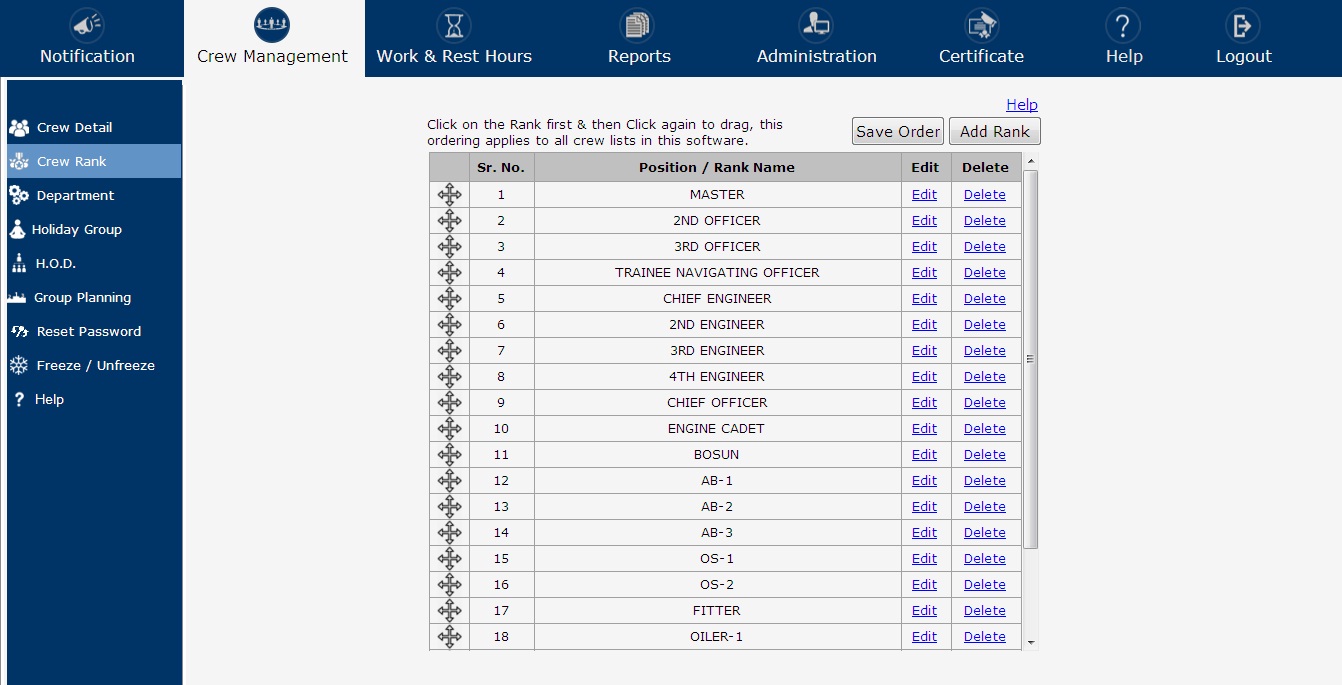 Notification
Crew Management
Work & Rest Hours
Reports
Administration
Certificate
Help
Logout
Crew Detail
Crew Rank
Department
Holiday Group
H.O.D.
Group Planning
Reset Password
Freeze / Unfreeze
Help
Help
Click on the Rank first & then Click again to drag, this
ordering applies to all crew lists in this software.
Save Order
Add Rank
Sr. No. Position / Rank Name Edit Delete
1 MASTER Edit Delete
2 2ND OFFICER Edit Delete
3 3RD OFFICER Edit Delete
4 TRAINEE NAVIGATING OFFICER Edit Delete
5 CHIEF ENGINEER Edit Delete
6 2ND ENGINEER Edit Delete
7 3RD ENGINEER Edit Delete
8 4TH ENGINEER Edit Delete
9 CHIEF OFFICER Edit Delete
10 ENGINE CADET Edit Delete
11 BOSUN Edit Delete
12 AB-1 Edit Delete
13 AB-2 Edit Delete
14 AB-3 Edit Delete
15 OS-1 Edit Delete
16 OS-2 Edit Delete
17 FITTER Edit Delete
18 OILER-1 Edit Delete